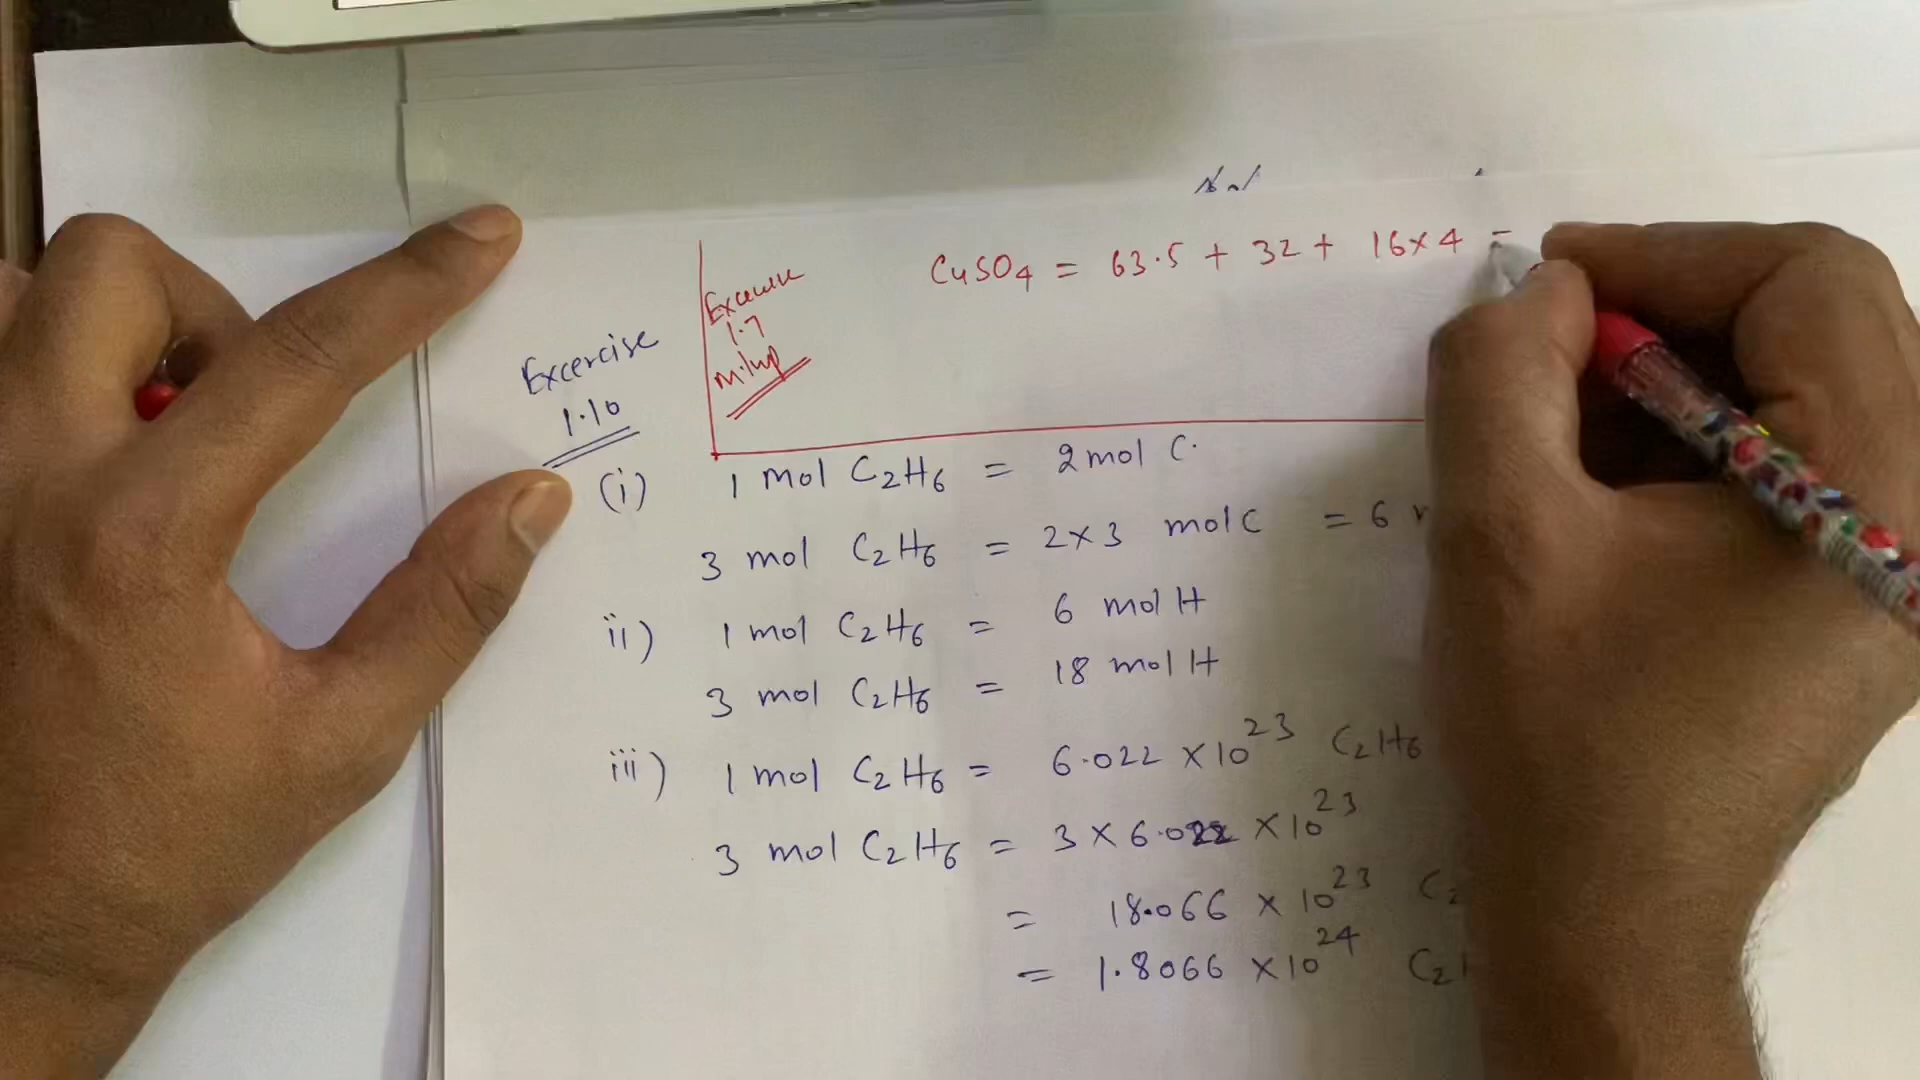 CuSO4 = 63.5 + 32 + 16×4 =
1.7
Excercise
1.10
(i) 1 mol C2H6 = 2 mol C.
3 mol C2H6 = 2×3 mol C = 6
ii) 1 mol C2H6 = 6 mol H
3 mol C2H6 = 18 mol H
iii) 1 mol C2H6 = 6.022 ×10^23 C2H6
3 mol C2H6 = 3 × 6.022 ×10^23
= 18.066 × 10^23
= 1.8066 ×10^24